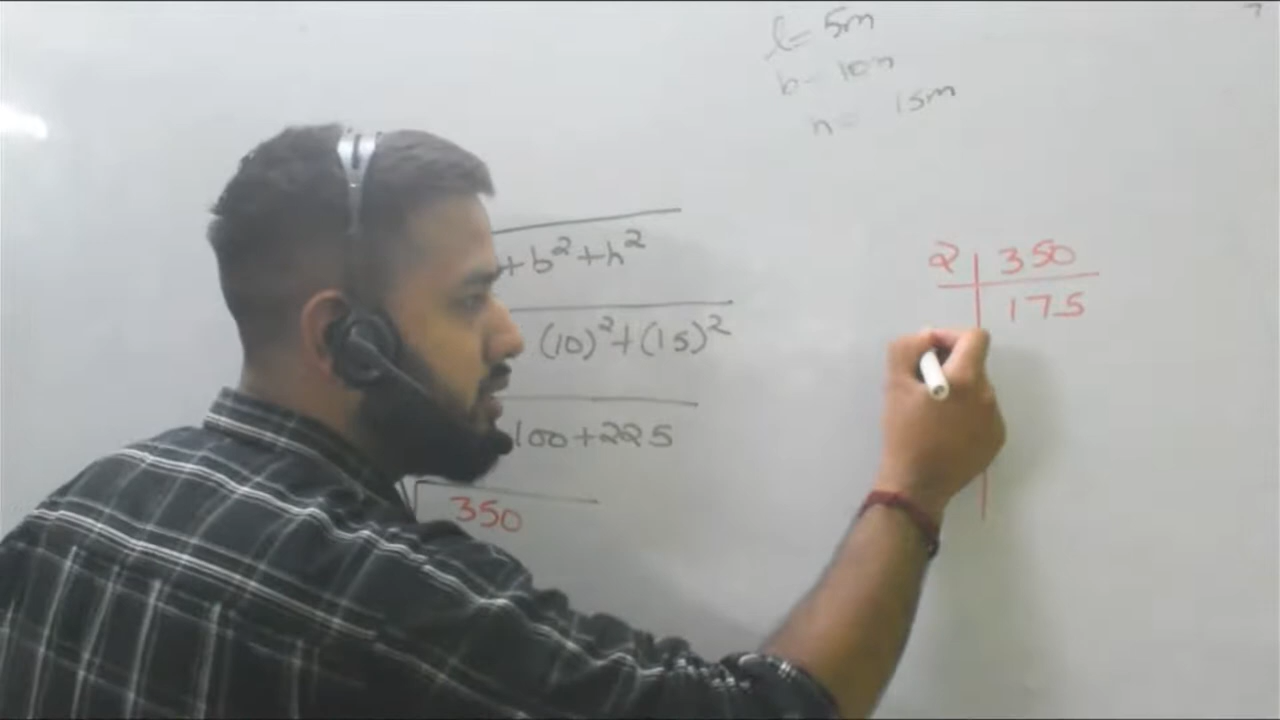 l= 5m
b- 10m
h- 15m
+b²+h²
(10)²+(15)²
100+225
√350
2 | 350
175